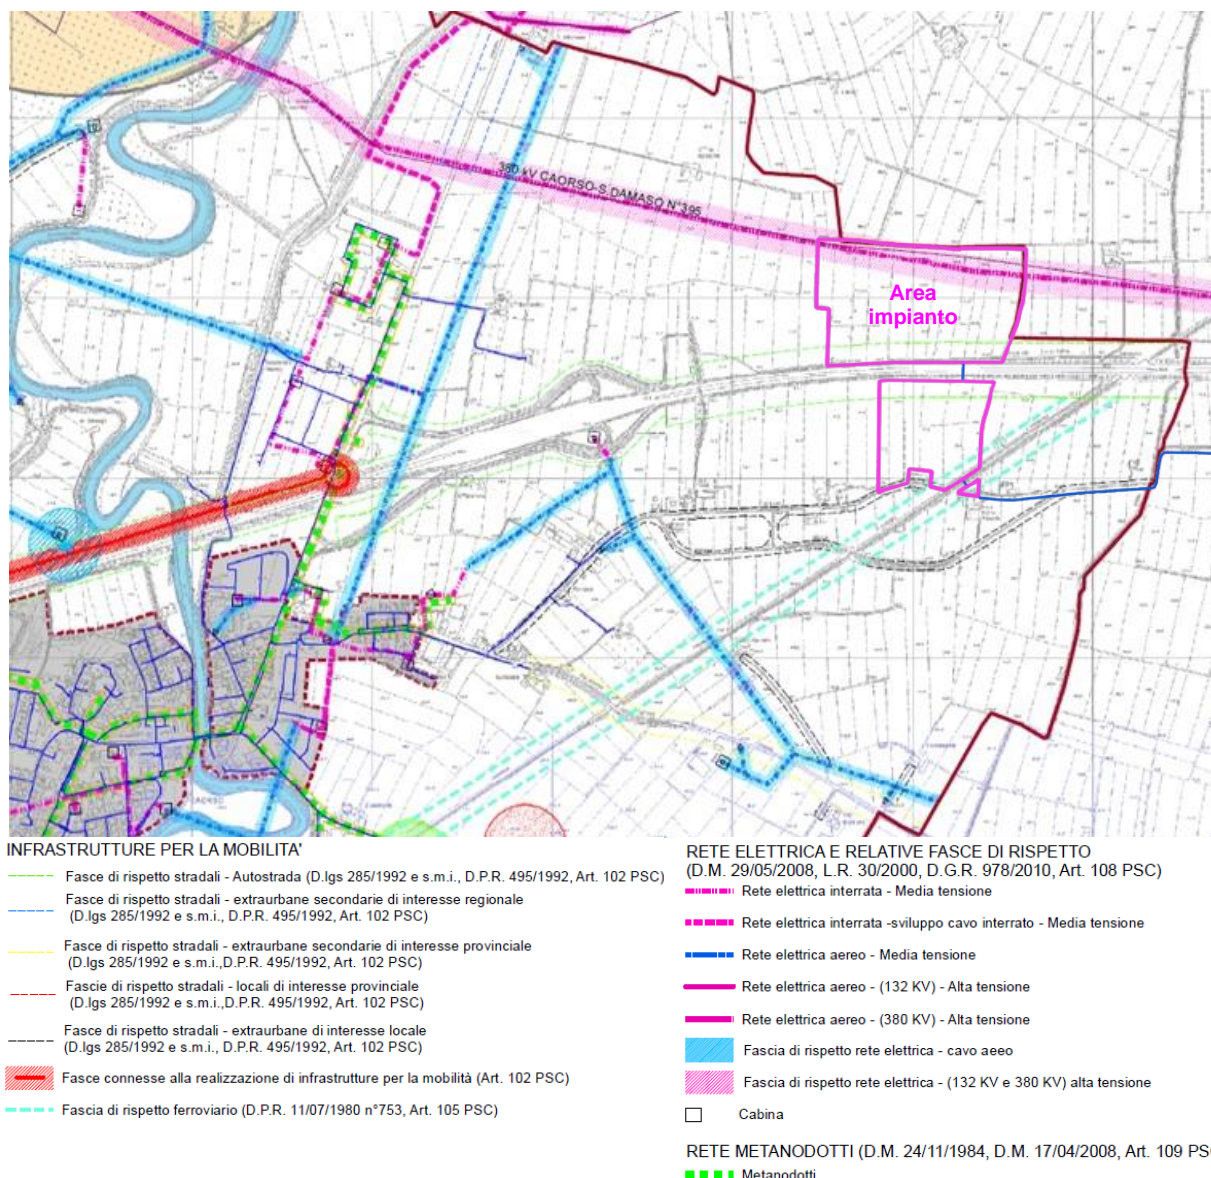 380 kV CAORSO-S.DAMASO N°395
Area
impianto
INFRASTRUTTURE PER LA MOBILITA'
Fasce di rispetto stradali - Autostrada (D.lgs 285/1992 e s.m.i., D.P.R. 495/1992, Art. 102 PSC)
Fasce di rispetto stradali - extraurbane secondarie di interesse regionale
(D.lgs 285/1992 e s.m.i., D.P.R. 495/1992, Art. 102 PSC)
Fasce di rispetto stradali - extraurbane secondarie di interesse provinciale
(D.lgs 285/1992 e s.m.i.,D.P.R. 495/1992, Art. 102 PSC)
Fascie di rispetto stradali - locali di interesse provinciale
(D.lgs 285/1992 e s.m.i.,D.P.R. 495/1992, Art. 102 PSC)
Fasce di rispetto stradali - extraurbane di interesse locale
(D.lgs 285/1992 e s.m.i., D.P.R. 495/1992, Art. 102 PSC)
Fasce connesse alla realizzazione di infrastrutture per la mobilità (Art. 102 PSC)
Fascia di rispetto ferroviario (D.P.R. 11/07/1980 n°753, Art. 105 PSC)
RETE ELETTRICA E RELATIVE FASCE DI RISPETTO
(D.M. 29/05/2008, L.R. 30/2000, D.G.R. 978/2010, Art. 108 PSC)
Rete elettrica interrata - Media tensione
Rete elettrica interrata -sviluppo cavo interrato - Media tensione
Rete elettrica aereo - Media tensione
Rete elettrica aereo - (132 KV) - Alta tensione
Rete elettrica aereo - (380 KV) - Alta tensione
Fascia di rispetto rete elettrica - cavo aeeo
Fascia di rispetto rete elettrica - (132 KV e 380 KV) alta tensione
Cabina
RETE METANODOTTI (D.M. 24/11/1984, D.M. 17/04/2008, Art. 109 PS
Metanodotti